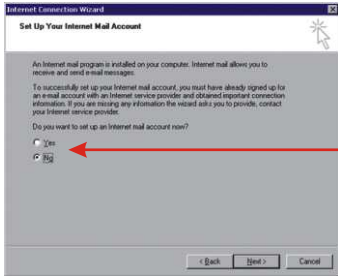 Internet Connection Wizard
Set Up Your Internet Mail Account
An Internet mail program is installed on your computer. Internet mail allows you to
receive and send e-mail messages.
To successfully set up your Internet mail account, you must have already signed up for
an e-mail account with an Internet service provider and obtained important connection
information. If you are missing any information the wizard asks you to provide, contact
your Internet service provider.
Do you want to set up an Internet mail account now?
Yes
No
< Back
Next >
Cancel